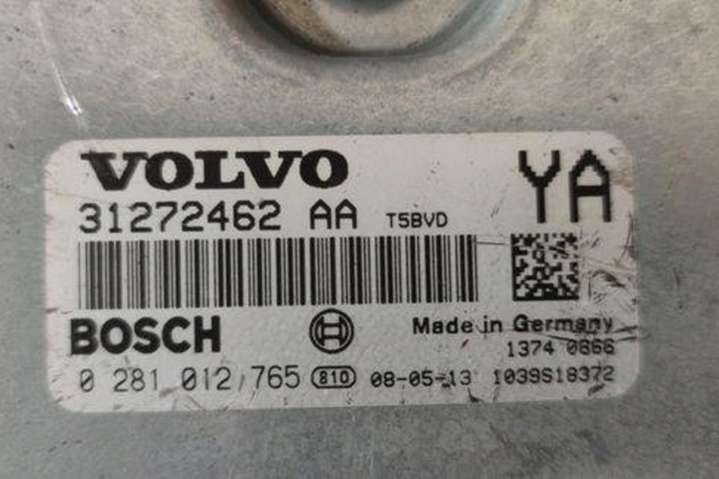 VOLVO
YA
31272462 AA T5BVD
BOSCH
Made in Germany
1374 0866
0 281 012 765 810 08-05-13 1039S18372